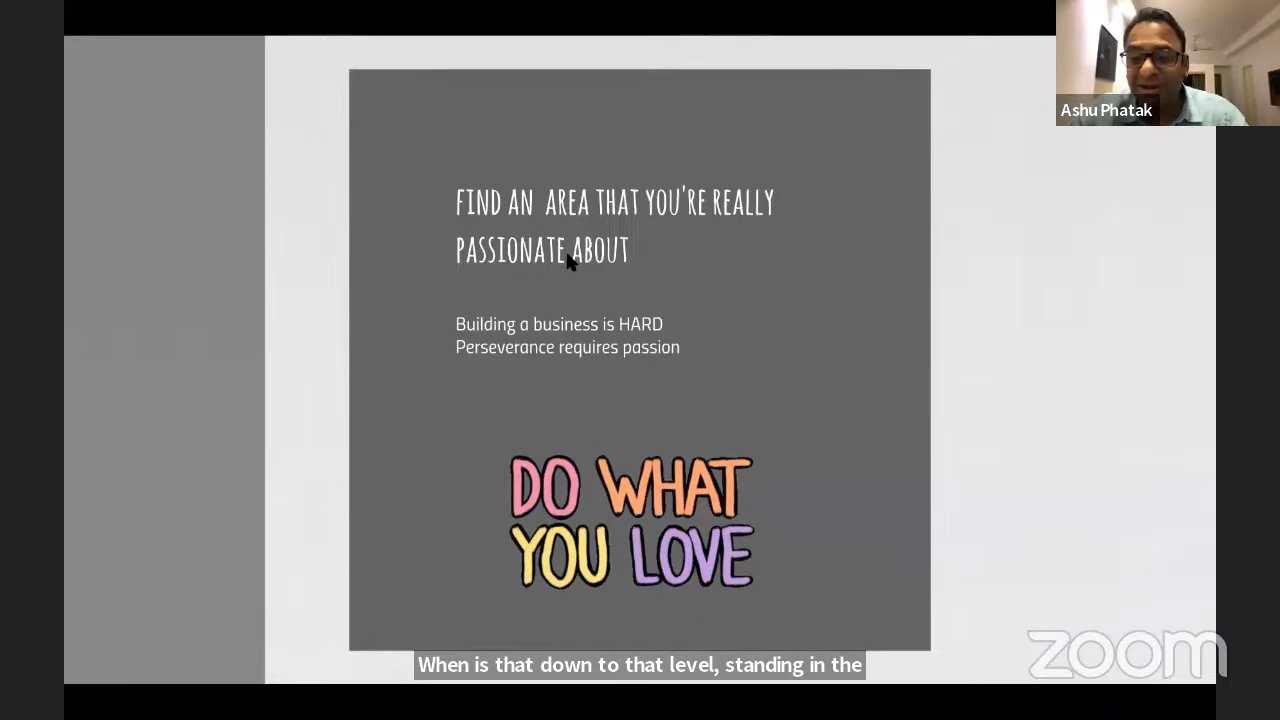 Ashu Phatak
FIND AN AREA THAT YOU'RE REALLY
PASSIONATE ABOUT
Building a business is HARD
Perseverance requires passion
DO WHAT
YOU LOVE
When is that down to that level, standing in the
zoom